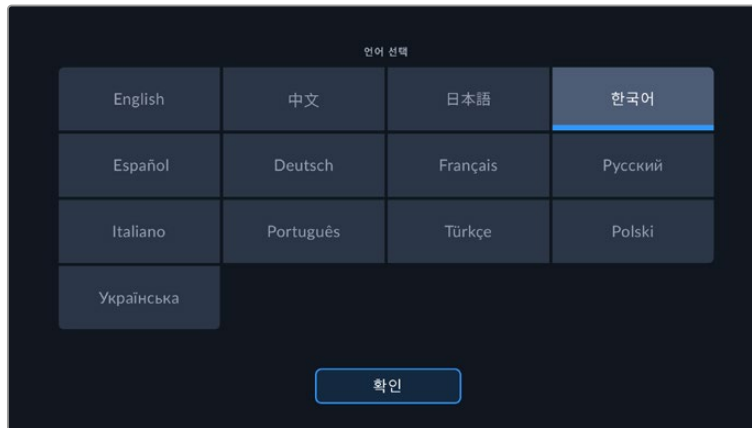 언어 선택
English 中文 日本語 한국어
Español Deutsch Français Русский
Italiano Português Türkçe Polski
Українська
확인